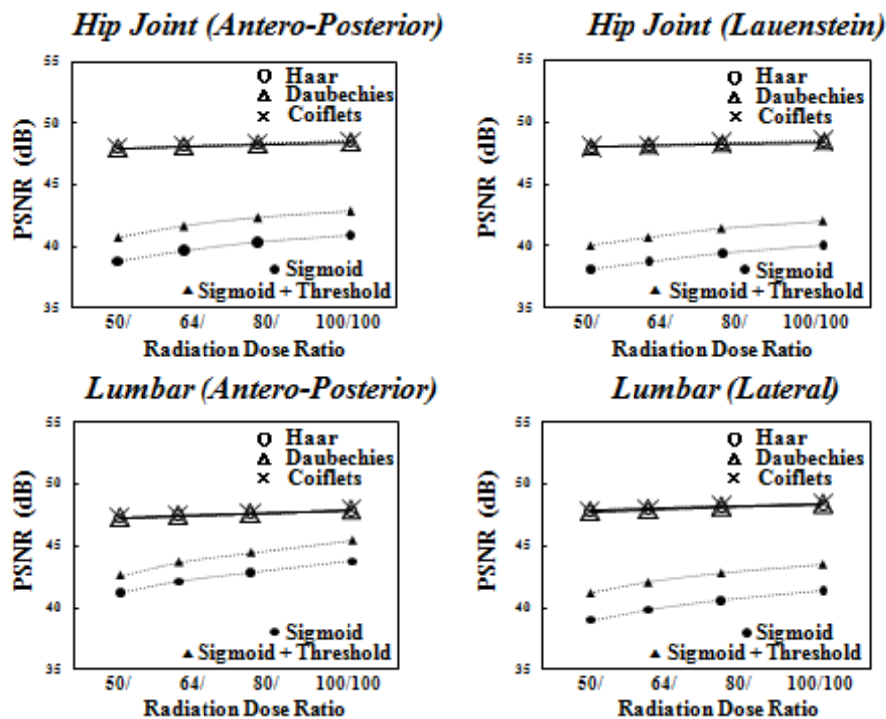 Hip Joint (Antero-Posterior)
55
50
45
40
35
PSNR (dB)
Haar
Daubechies
Coiflets
Sigmoid
Sigmoid + Threshold
50/ 64/ 80/ 100/100
Radiation Dose Ratio
Hip Joint (Lauenstein)
55
50
45
40
35
PSNR (dB)
Haar
Daubechies
Coiflets
Sigmoid
Sigmoid + Threshold
50/ 64/ 80/ 100/100
Radiation Dose Ratio
Lumbar (Antero-Posterior)
55
50
45
40
35
PSNR (dB)
Haar
Daubechies
Coiflets
Sigmoid
Sigmoid + Threshold
50/ 64/ 80/ 100/100
Radiation Dose Ratio
Lumbar (Lateral)
55
50
45
40
35
PSNR (dB)
Haar
Daubechies
Coiflets
Sigmoid
Sigmoid + Threshold
50/ 64/ 80/ 100/100
Radiation Dose Ratio